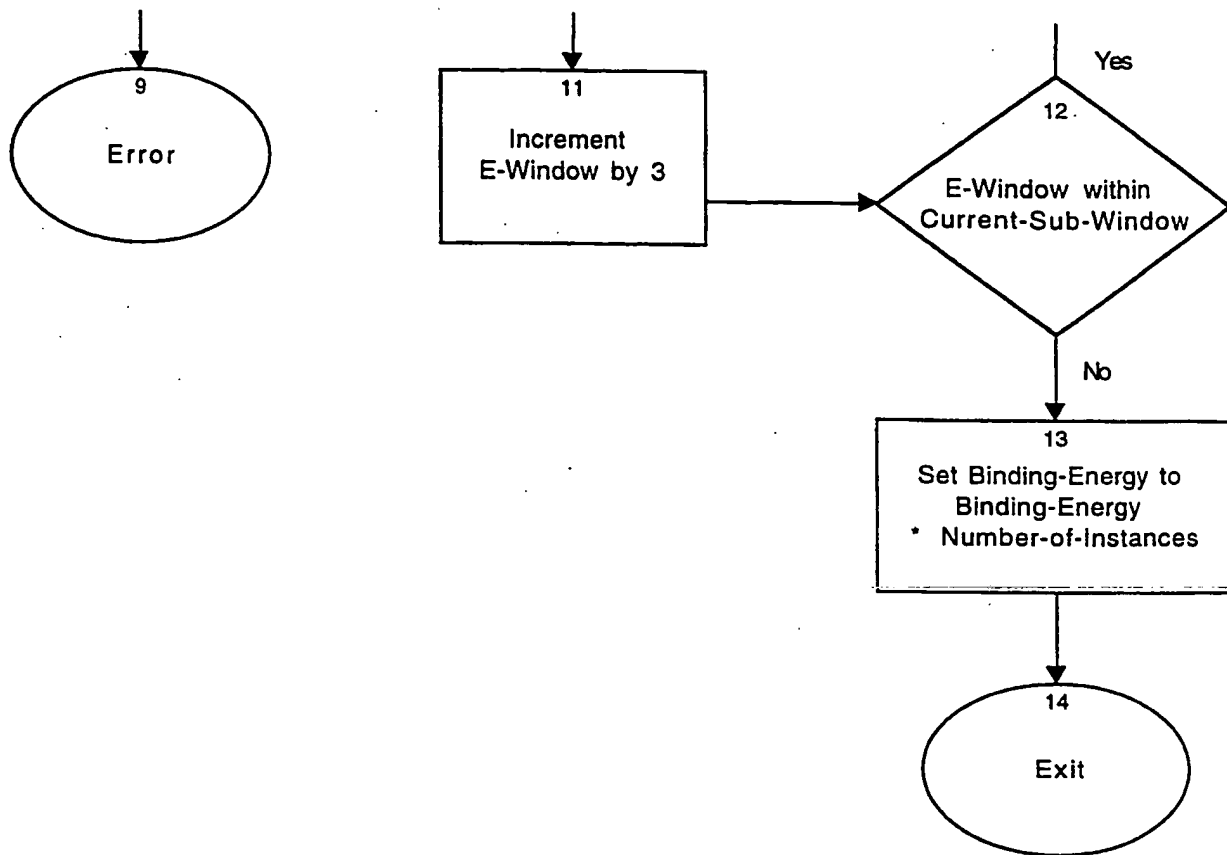 9
Error
11
Increment
E-Window by 3
Yes
12
E-Window within
Current-Sub-Window
No
13
Set Binding-Energy to
Binding-Energy
* Number-of-Instances
14
Exit